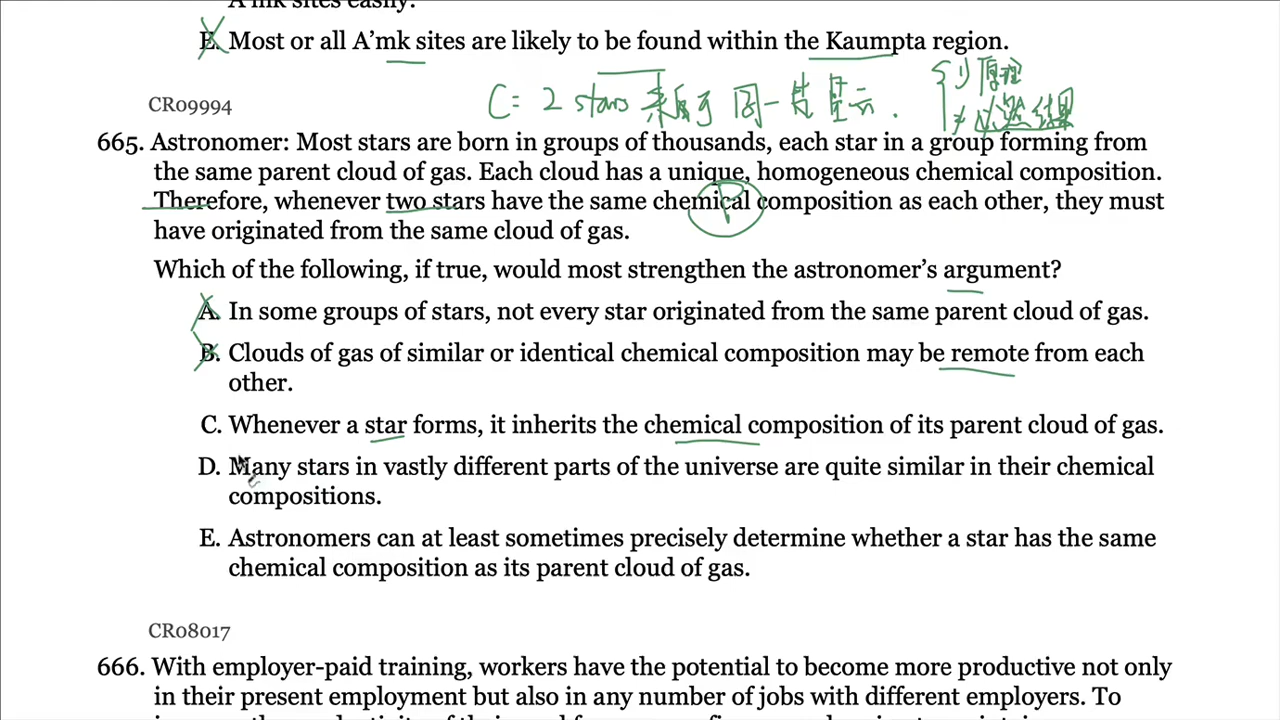 A'mk sites easily.
E. Most or all A'mk sites are likely to be found within the Kaumpta region.
C: 2 stars 来自于 同一 显示.
1) 原理
必然结果
CR09994
665. Astronomer: Most stars are born in groups of thousands, each star in a group forming from
the same parent cloud of gas. Each cloud has a unique, homogeneous chemical composition.
Therefore, whenever two stars have the same chemical composition as each other, they must
P
have originated from the same cloud of gas.
Which of the following, if true, would most strengthen the astronomer's argument?
A. In some groups of stars, not every star originated from the same parent cloud of gas.
B. Clouds of gas of similar or identical chemical composition may be remote from each
other.
C. Whenever a star forms, it inherits the chemical composition of its parent cloud of gas.
D. Many stars in vastly different parts of the universe are quite similar in their chemical
compositions.
E. Astronomers can at least sometimes precisely determine whether a star has the same
chemical composition as its parent cloud of gas.
CR08017
666. With employer-paid training, workers have the potential to become more productive not only
in their present employment but also in any number of jobs with different employers. To